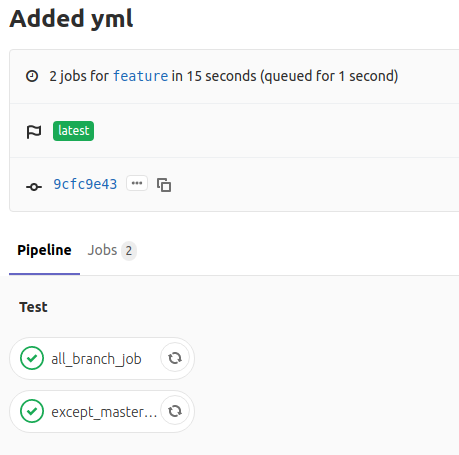 Added yml
2 jobs for feature in 15 seconds (queued for 1 second)
latest
9cfc9e43
Pipeline Jobs 2
Test
all_branch_job
except_master...